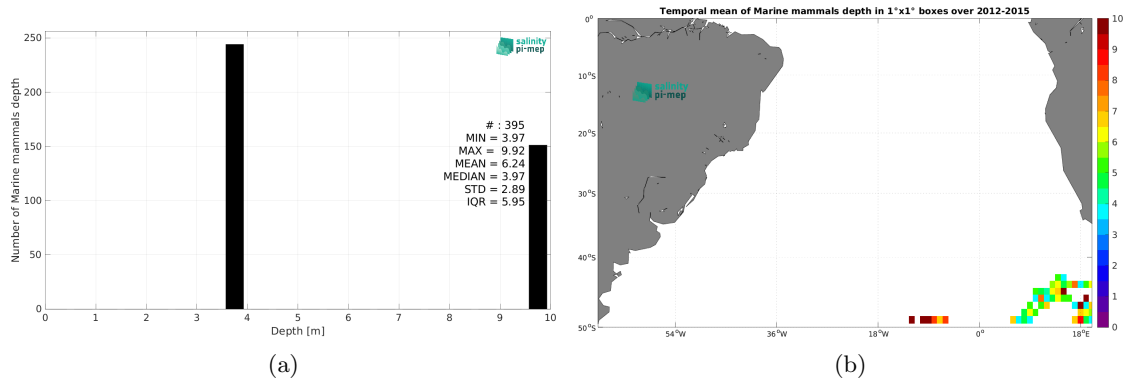 250
200
150
100
50
0
Number of Marine mammals depth
salinity
pi-mep
# : 395
MIN = 3.97
MAX = 9.92
MEAN = 6.24
MEDIAN = 3.97
STD = 2.89
IQR = 5.95
0 1 2 3 4 5 6 7 8 9 10
Depth [m]
(a)
Temporal mean of Marine mammals depth in 1°x1° boxes over 2012-2015
0°
10°S
20°S
30°S
40°S
50°S
salinity
pi-mep
54°W 36°W 18°W 0° 18°E
10
9
8
7
6
5
4
3
2
1
0
(b)